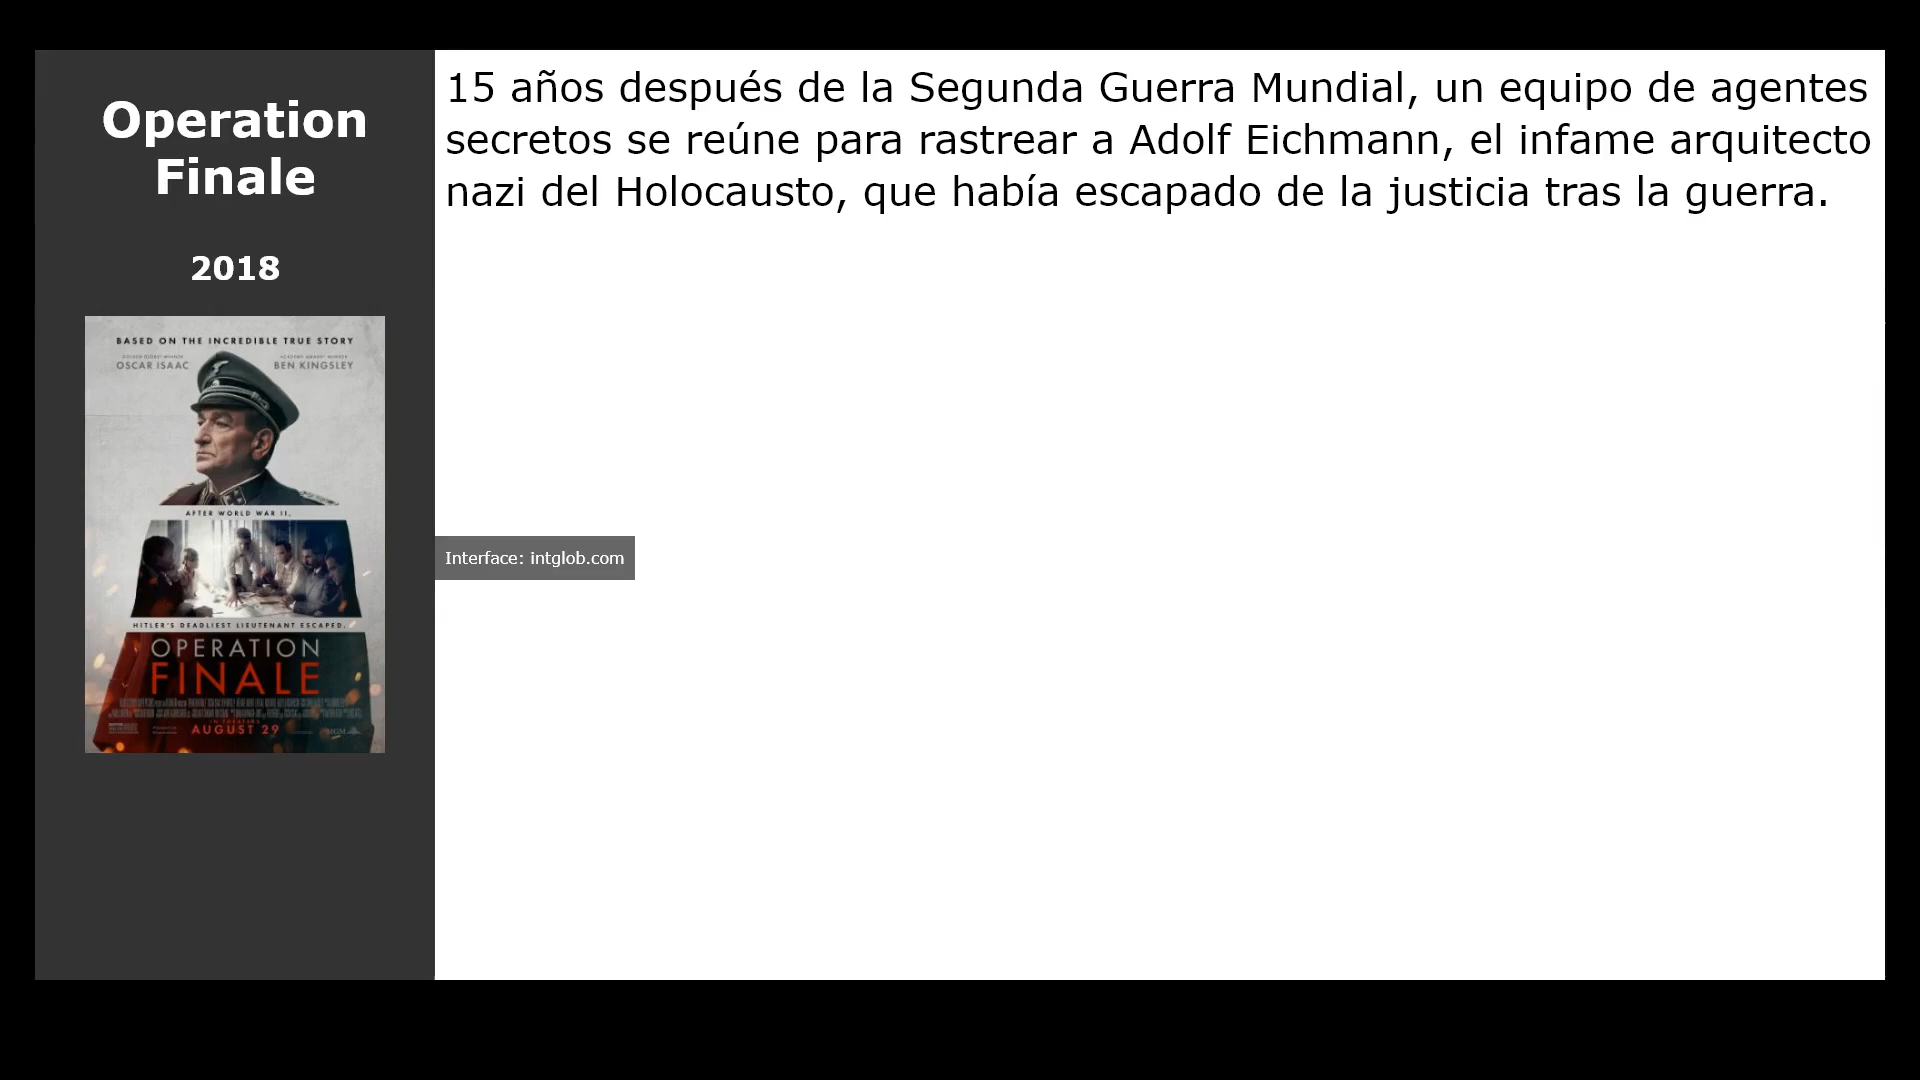 Operation
Finale
2018
BASED ON THE INCREDIBLE TRUE STORY
OSCAR ISAAC
BEN KINGSLEY
AFTER WORLD WAR II,
HITLER'S DEADLIEST LIEUTENANT ESCAPED.
OPERATION
FINALE
IN THEATERS
AUGUST 29
MGM
15 años después de la Segunda Guerra Mundial, un equipo de agentes
secretos se reúne para rastrear a Adolf Eichmann, el infame arquitecto
nazi del Holocausto, que había escapado de la justicia tras la guerra.
Interface: intglob.com